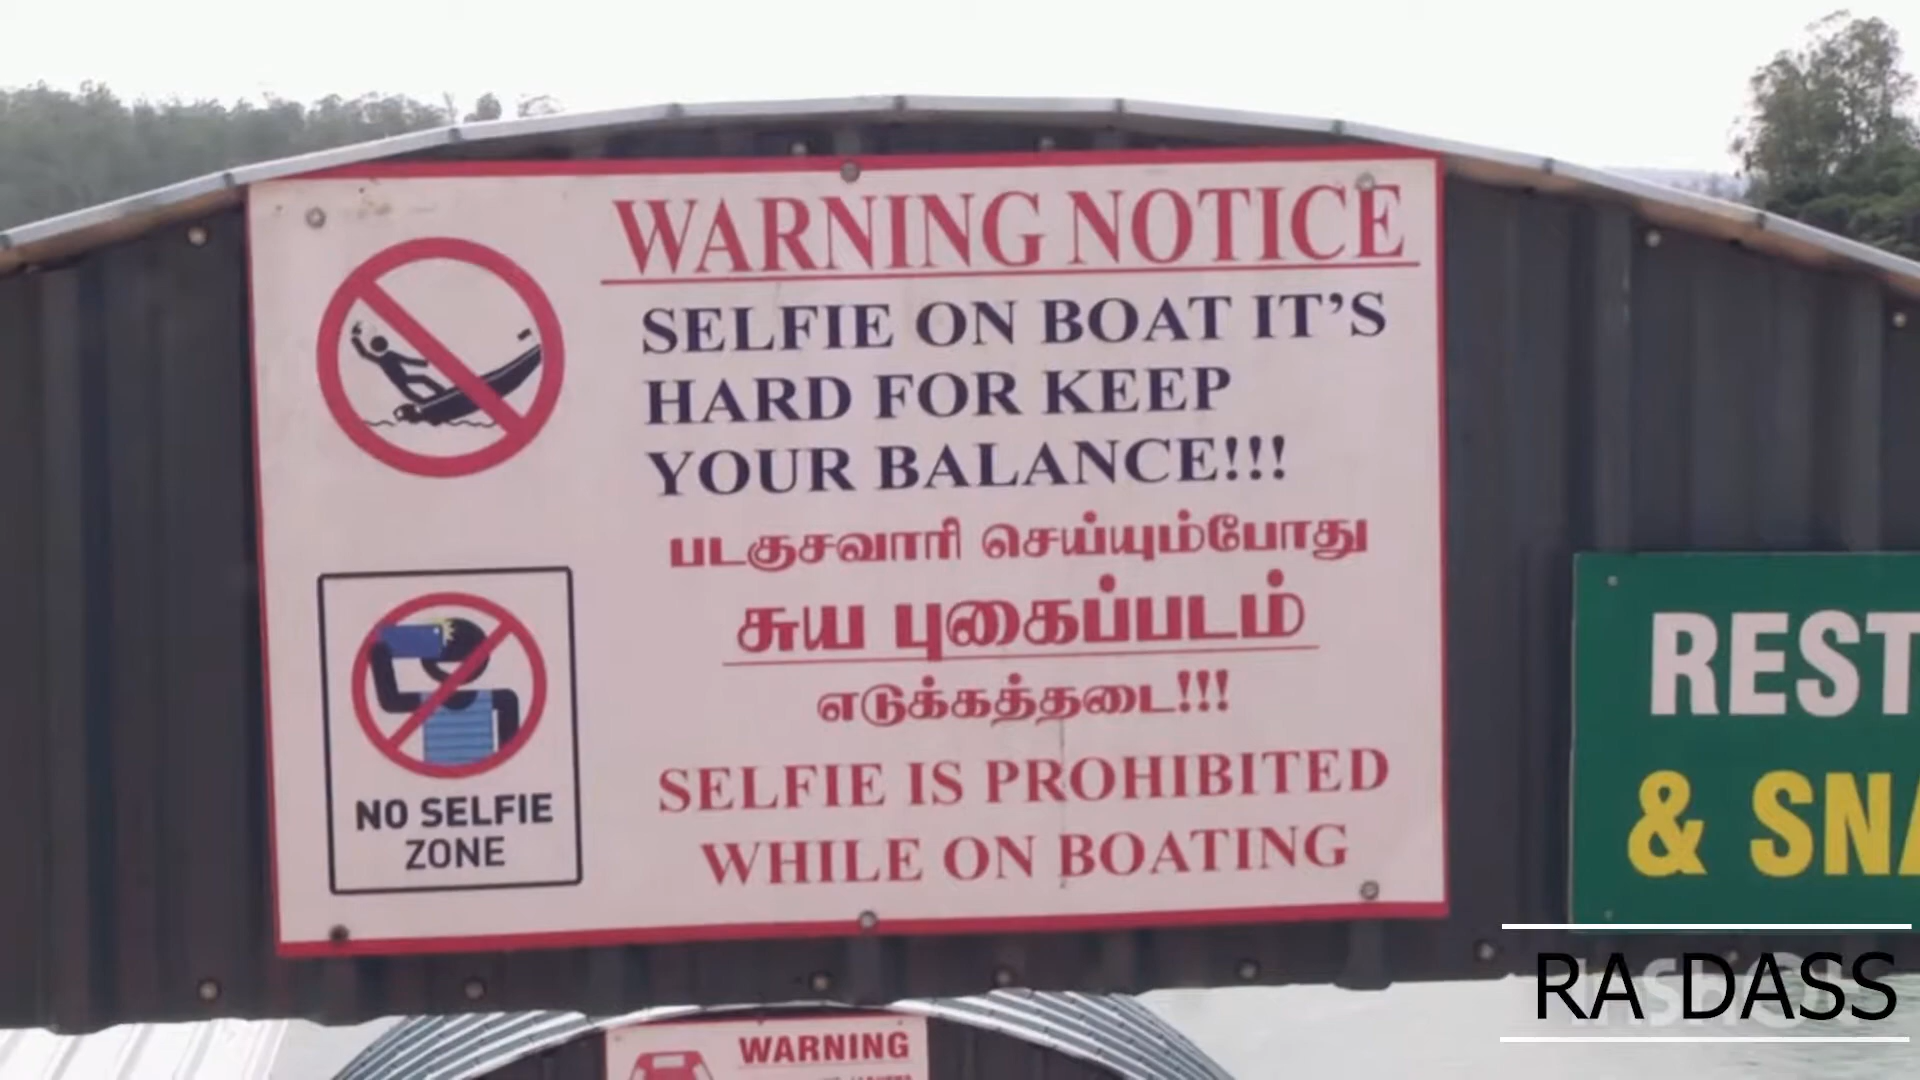 WARNING NOTICE
SELFIE ON BOAT IT'S
HARD FOR KEEP
YOUR BALANCE!!!
படகுசவாரி செய்யும்போது
சுய புகைப்படம்
எடுக்கத்தடை!!!
SELFIE IS PROHIBITED
WHILE ON BOATING
NO SELFIE
ZONE
REST
& SNA
RA DASS
WARNING